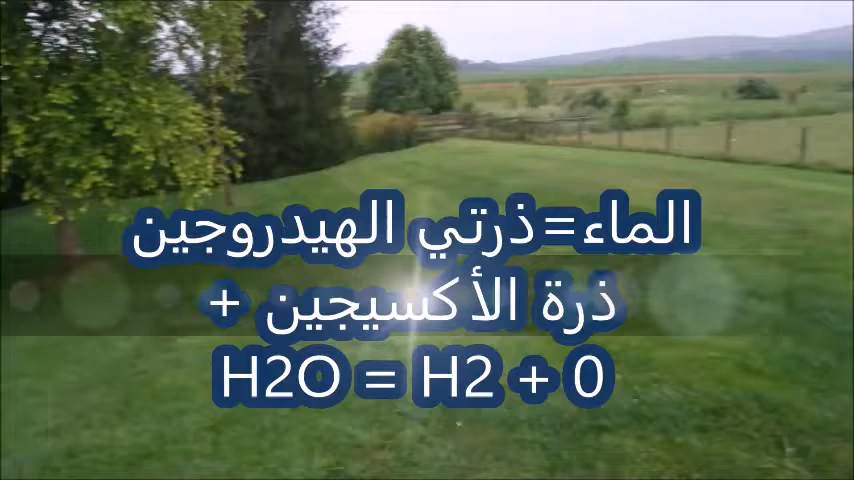 الماء=ذرتي الهيدروجين
ذرة الأكسيجين +
H2O = H2 + 0